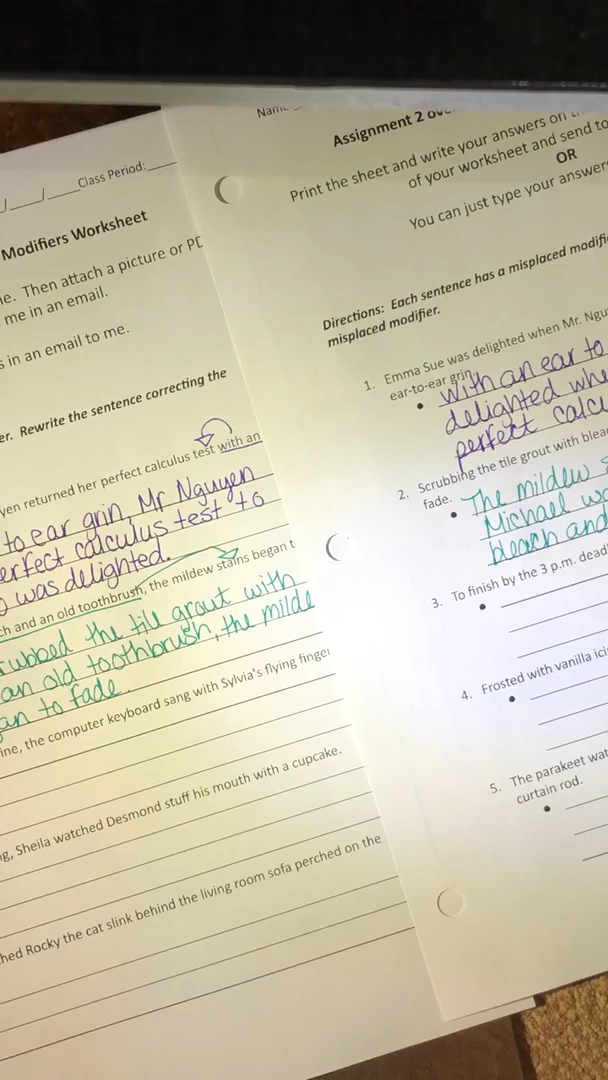 / / Class Period:
Modifiers Worksheet
e. Then attach a picture or PD
me in an email.
s in an email to me.
er. Rewrite the sentence correcting the
yen returned her perfect calculus test with an
to ear grin, Mr Nguyen
erfect calculus test to
o was delighted.
ch and an old toothbrush, the mildew stains began t
rubbed the tile grout with
an old toothbrush, the milde
an to fade.
ine, the computer keyboard sang with Sylvia's flying finger
g, Sheila watched Desmond stuff his mouth with a cupcake.
hed Rocky the cat slink behind the living room sofa perched on the
Name
Assignment 2
Print the sheet and write your answers on
of your worksheet and send to
OR
You can just type your answer
Directions: Each sentence has a misplaced modifi
misplaced modifier.
1. Emma Sue was delighted when Mr. Ngu
ear-to-ear grin.
• With an ear to
delighted whe
perfect calcu
2. Scrubbing the tile grout with bleac
fade.
• The mildew s
Michael w
bleach and
3. To finish by the 3 p.m. deadl
•
4. Frosted with vanilla ici
•
5. The parakeet wat
curtain rod.
•